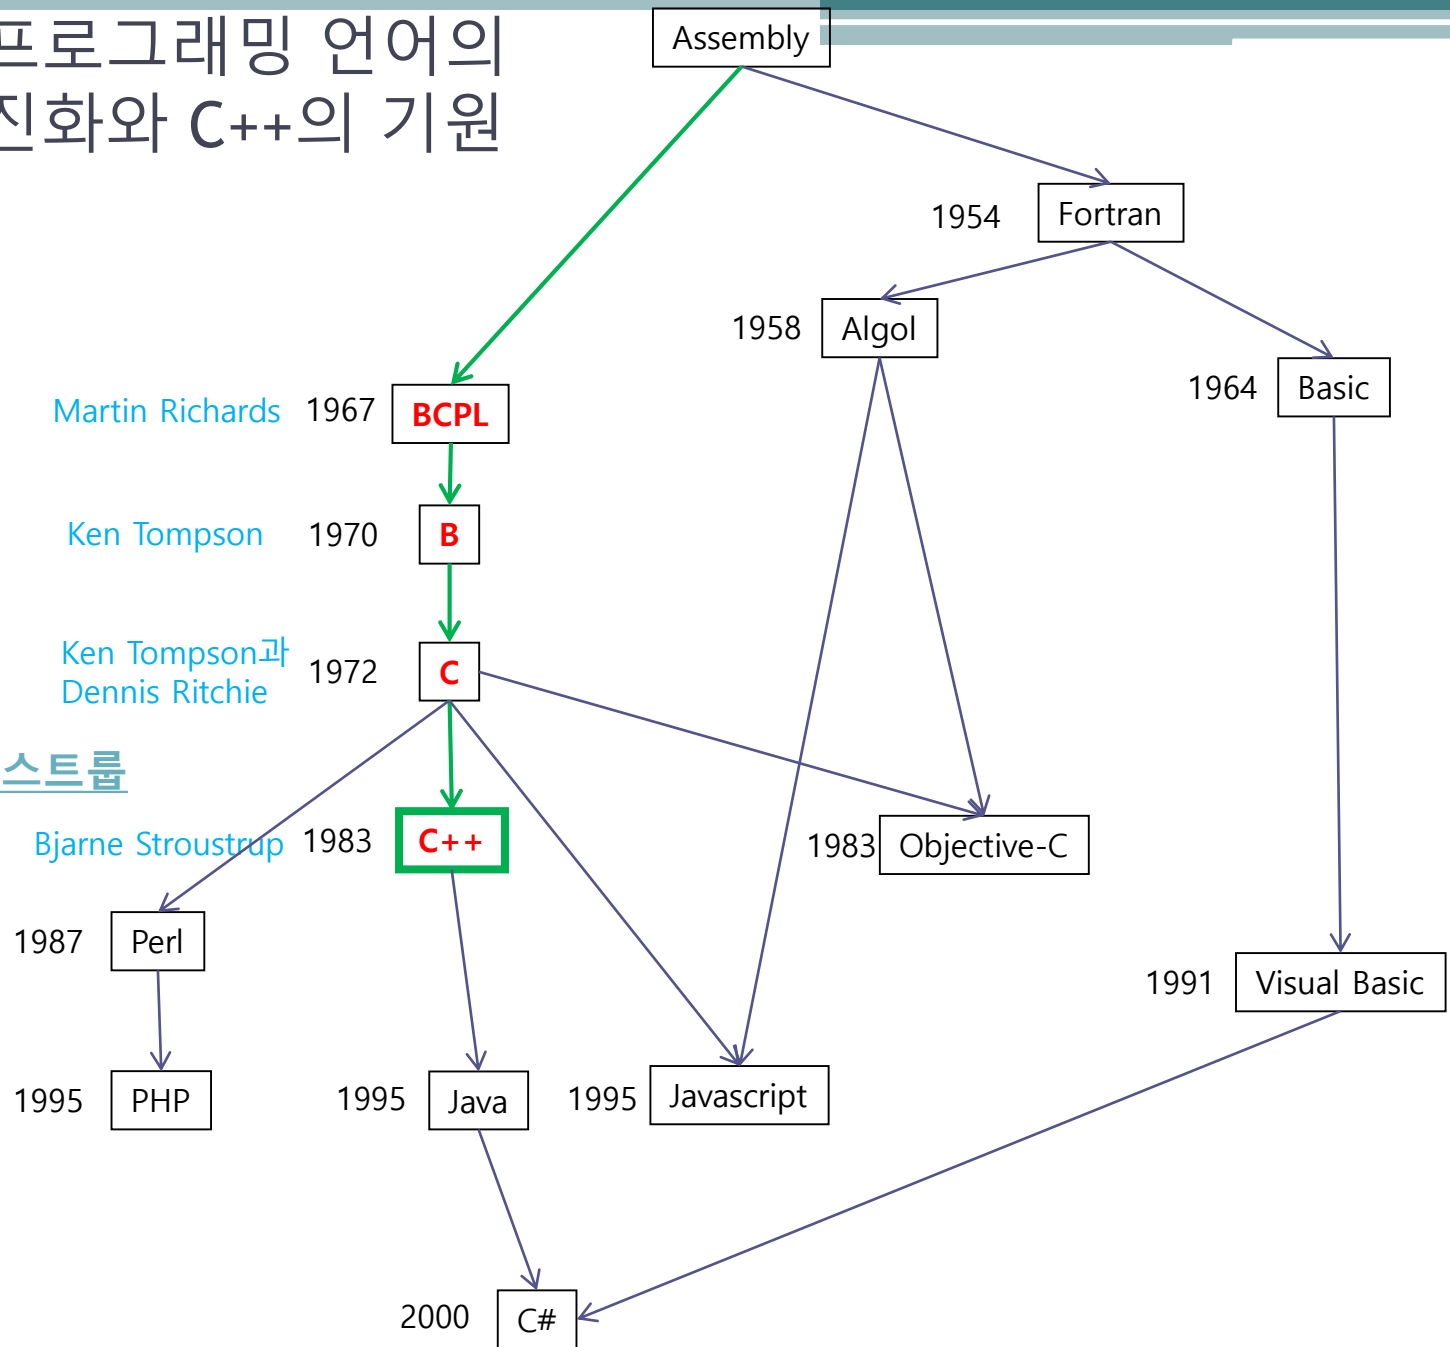 프로그래밍 언어의
진화와 C++의 기원
Assembly
1954 Fortran
1958 Algol
1964 Basic
Martin Richards 1967 BCPL
Ken Tompson 1970 B
Ken Tompson과
Dennis Ritchie
1972 C
스트룹
Bjarne Stroustrup 1983 C++
1983 Objective-C
1987 Perl
1991 Visual Basic
1995 PHP
1995 Java
1995 Javascript
2000 C#